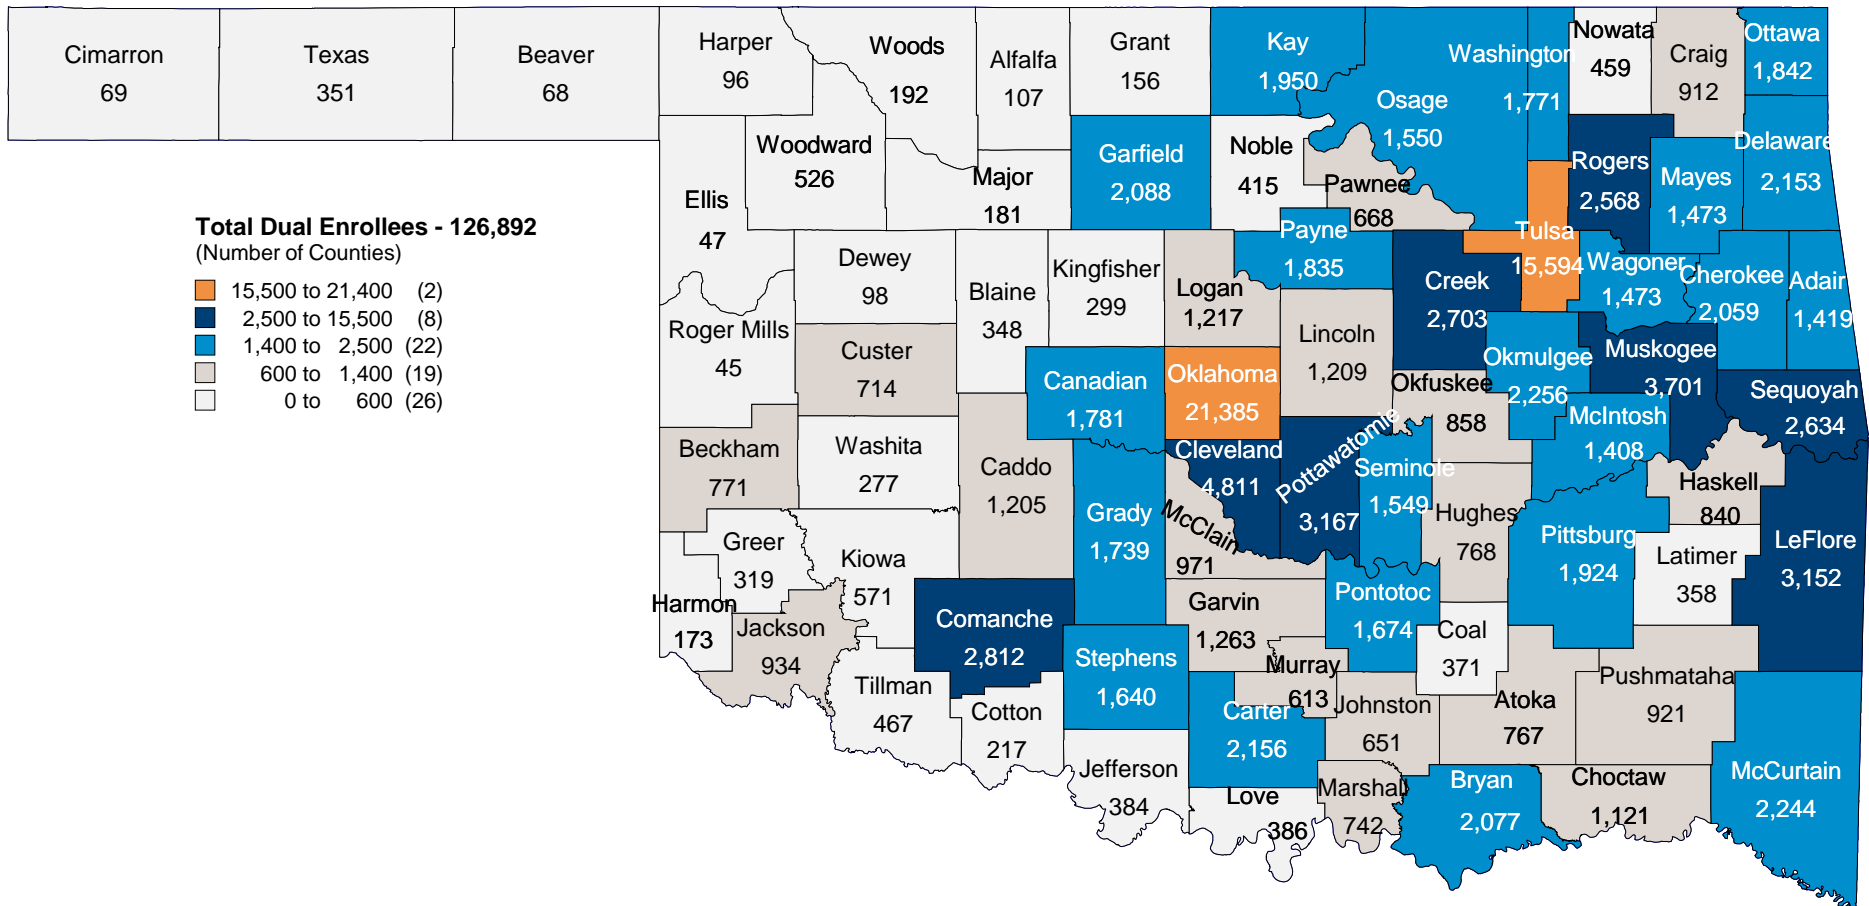 Cimarron
69
Texas
351
Beaver
68
Harper
96
Woods
192
Alfalfa
107
Grant
156
Kay
1,950
Osage
1,550
Washington
1,771
Nowata
459
Craig
912
Ottawa
1,842
Ellis
47
Woodward
526
Major
181
Garfield
2,088
Noble
415
Pawnee
668
Rogers
2,568
Mayes
1,473
Delaware
2,153
Total Dual Enrollees - 126,892
(Number of Counties)
15,500 to 21,400 (2)
2,500 to 15,500 (8)
1,400 to 2,500 (22)
600 to 1,400 (19)
0 to 600 (26)
Dewey
98
Blaine
348
Kingfisher
299
Logan
1,217
Payne
1,835
Creek
2,703
Tulsa
15,594
Wagoner
1,473
Cherokee
2,059
Adair
1,419
Roger Mills
45
Custer
714
Canadian
1,781
Oklahoma
21,385
Lincoln
1,209
Okfuskee
858
Okmulgee
2,256
Muskogee
3,701
Sequoyah
2,634
Beckham
771
Washita
277
Caddo
1,205
Grady
1,739
Cleveland
4,811
McClain
971
Pottawatomie
3,167
Seminole
1,549
Hughes
768
McIntosh
1,408
Pittsburg
1,924
Haskell
840
Latimer
358
LeFlore
3,152
Greer
319
Kiowa
571
Harmon
173
Jackson
934
Comanche
2,812
Stephens
1,640
Garvin
1,263
Murray
613
Pontotoc
1,674
Coal
371
Tillman
467
Cotton
217
Carter
2,156
Johnston
651
Atoka
767
Pushmataha
921
Jefferson
384
Love
386
Marshall
742
Bryan
2,077
Choctaw
1,121
McCurtain
2,244